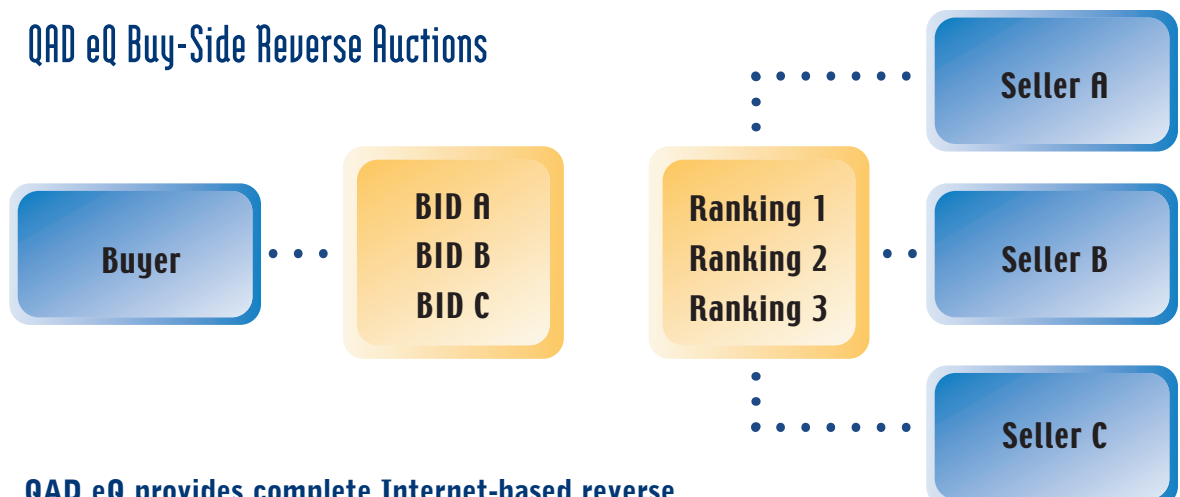 QAD eQ Buy-Side Reverse Auctions
Buyer
BID A
BID B
BID C
Ranking 1
Ranking 2
Ranking 3
Seller A
Seller B
Seller C
QAD eQ provides complete Internet-based reverse